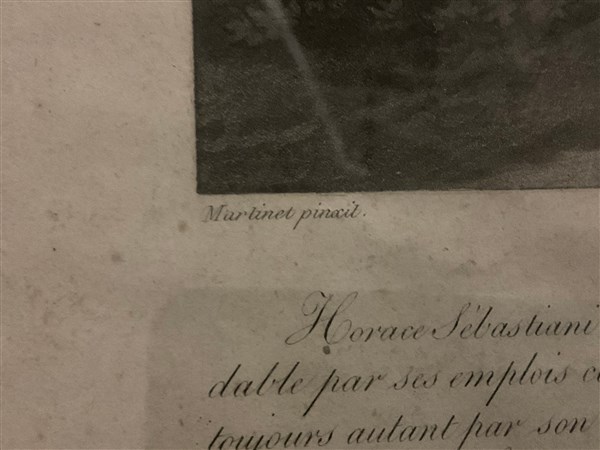 Martinet pinxit.
Horace Sébastiani
dable par ses emplois
toujours autant par son